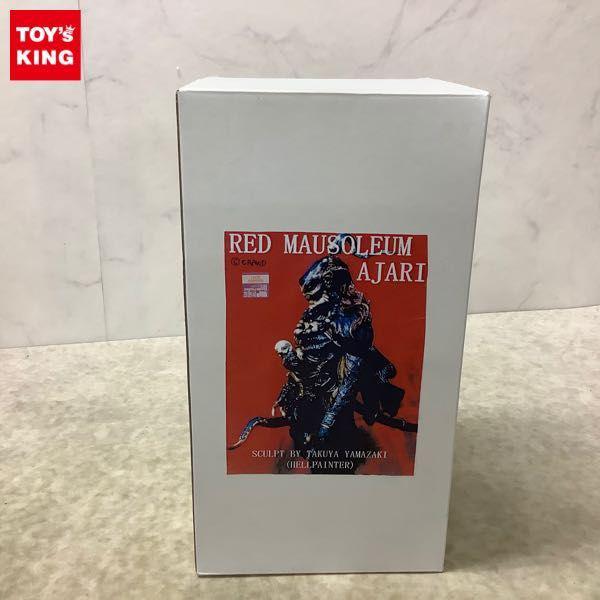 TOY'S
KING
RED MAUSOLEUM
AJARI
SCULPT BY TAKUYA YAMAZAKI
(HELLPAINTER)